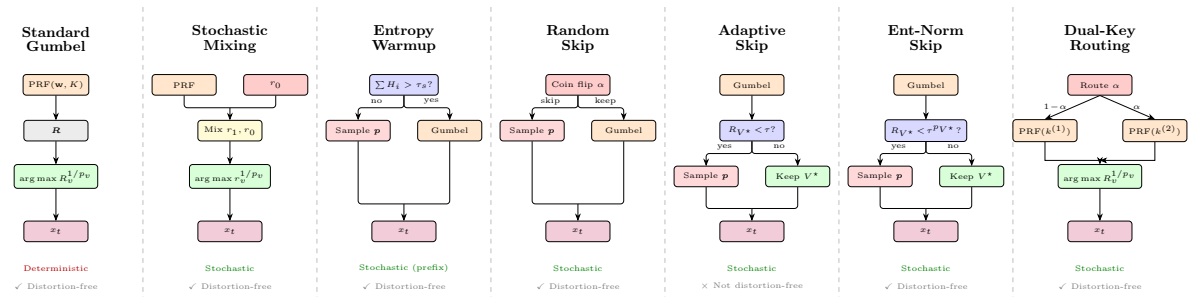 Standard
Gumbel
PRF(w, K)
R
arg max R_v^{1/p_v}
x_t
Deterministic
✓ Distortion-free
Stochastic
Mixing
PRF
r_0
Mix r_1, r_0
arg max r_v^{1/p_v}
x_t
Stochastic
✓ Distortion-free
Entropy
Warmup
∑ H_i > τ_s?
no
yes
Sample p
Gumbel
x_t
Stochastic (prefix)
✓ Distortion-free
Random
Skip
Coin flip α
skip
keep
Sample p
Gumbel
x_t
Stochastic
✓ Distortion-free
Adaptive
Skip
Gumbel
R_{V⋆} < τ?
yes
no
Sample p
Keep V⋆
x_t
Stochastic
× Not distortion-free
Ent-Norm
Skip
Gumbel
R_{V⋆} < τ^{p_{V⋆}}?
yes
no
Sample p
Keep V⋆
x_t
Stochastic
✓ Distortion-free
Dual-Key
Routing
Route α
1−α
α
PRF(k^{(1)})
PRF(k^{(2)})
arg max R_v^{1/p_v}
x_t
Stochastic
✓ Distortion-free